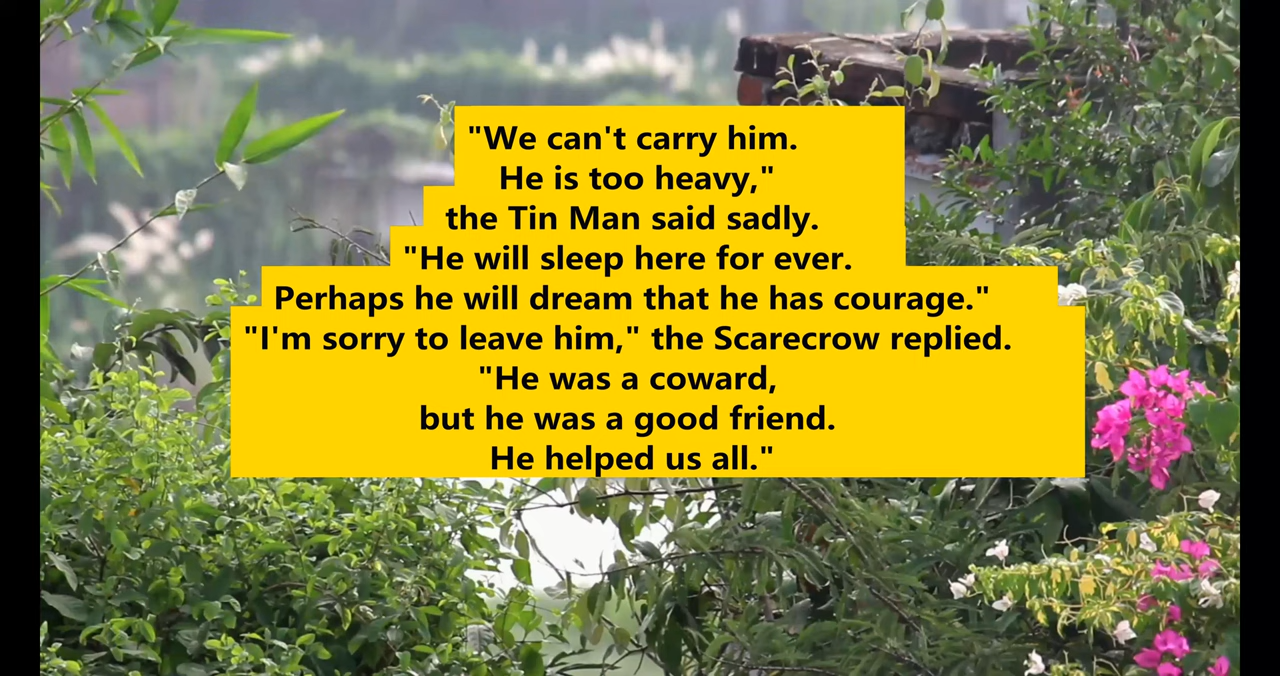 "We can't carry him.
He is too heavy,"
the Tin Man said sadly.
"He will sleep here for ever.
Perhaps he will dream that he has courage."
"I'm sorry to leave him," the Scarecrow replied.
"He was a coward,
but he was a good friend.
He helped us all."